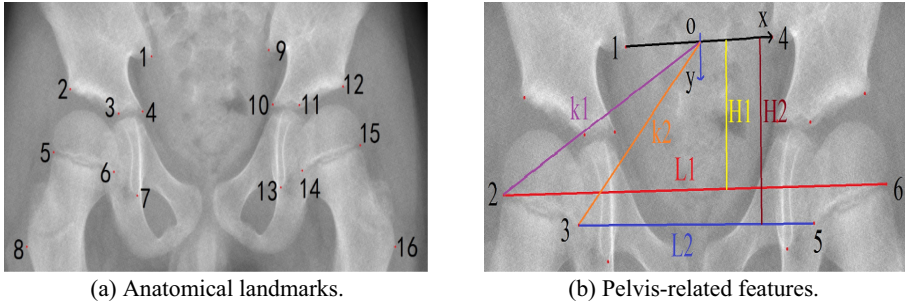 1
9
2
12
3
4
10
11
15
5
6
7
13
14
8
16
o
x
1
4
y
k1
k2
H1
H2
L1
2
6
3
L2
5
(a) Anatomical landmarks.
(b) Pelvis-related features.